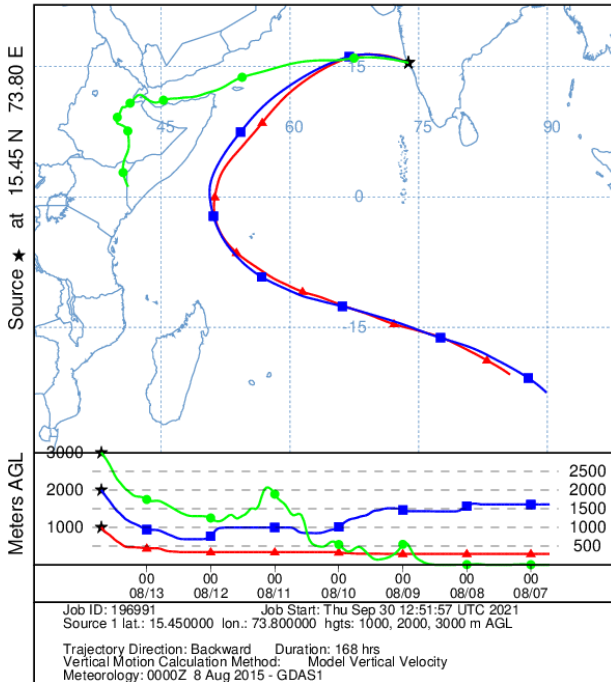 Source ★ at 15.45 N 73.80 E
15
45 60 75 90
0
15
Meters AGL
3000
2000
1000
2500
2000
1500
1000
500
00 00 00 00 00 00 00
08/13 08/12 08/11 08/10 08/09 08/08 08/07
Job ID: 196991 Job Start: Thu Sep 30 12:51:57 UTC 2021
Source 1 lat.: 15.450000 lon.: 73.800000 hgts: 1000, 2000, 3000 m AGL
Trajectory Direction: Backward Duration: 168 hrs
Vertical Motion Calculation Method: Model Vertical Velocity
Meteorology: 0000Z 8 Aug 2015 - GDAS1